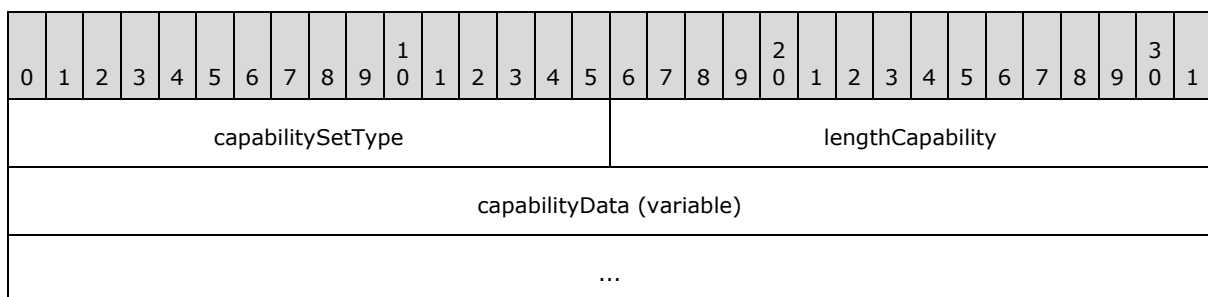 1 2 3
0 1 2 3 4 5 6 7 8 9 0 1 2 3 4 5 6 7 8 9 0 1 2 3 4 5 6 7 8 9 0 1
capabilitySetType lengthCapability
capabilityData (variable)
...